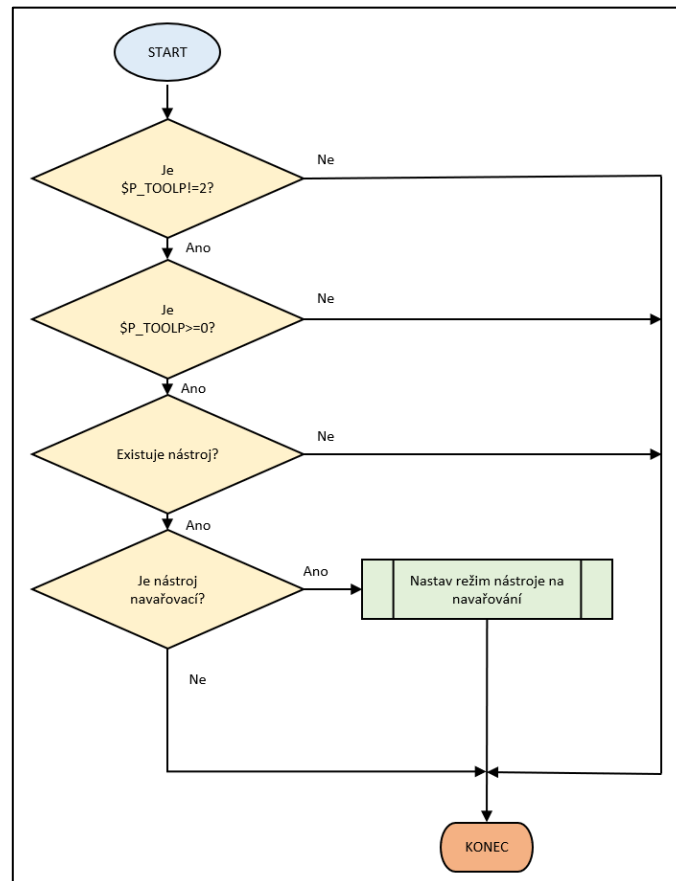 START
Je
$P_TOOLP!=2?
Ne
Ano
Je
$P_TOOLP>=0?
Ne
Ano
Existuje nástroj?
Ne
Ano
Je nástroj
navařovací?
Ano
Nastav režim nástroje na
navařování
Ne
KONEC